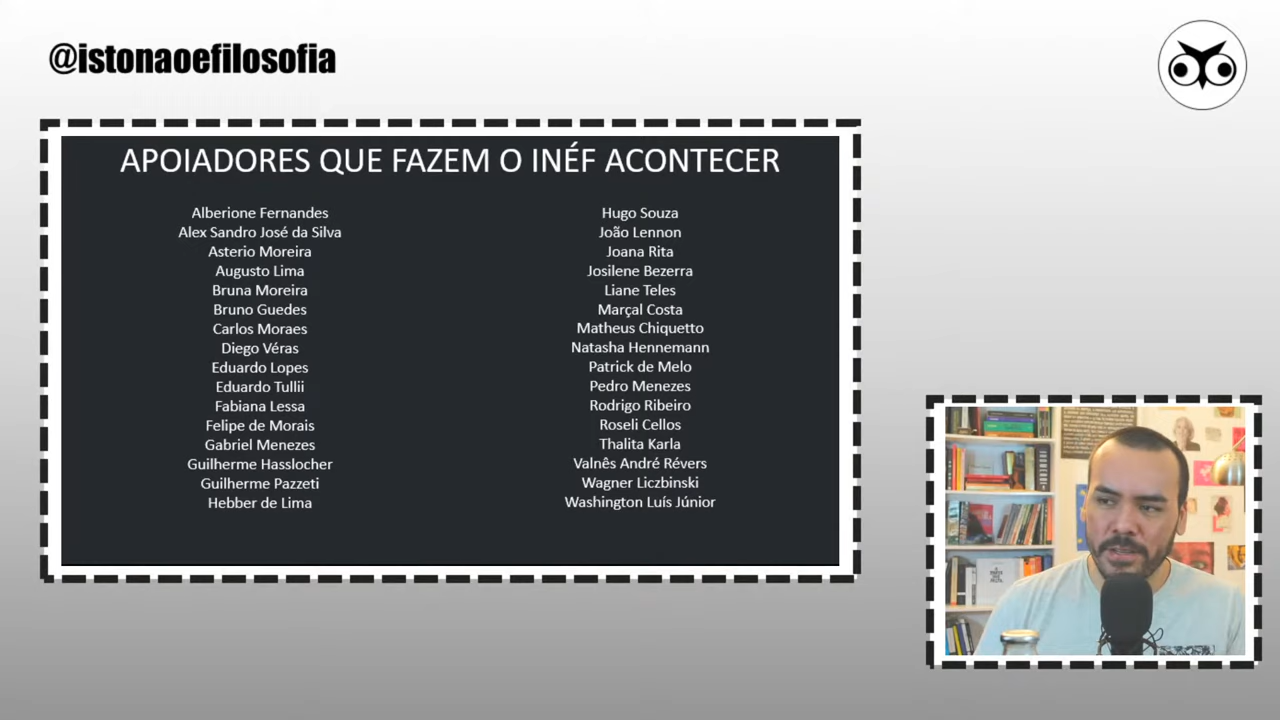 @istonaoefilosofia
APOIADORES QUE FAZEM O INÉF ACONTECER
Alberione Fernandes
Alex Sandro José da Silva
Asterio Moreira
Augusto Lima
Bruna Moreira
Bruno Guedes
Carlos Moraes
Diego Véras
Eduardo Lopes
Eduardo Tullii
Fabiana Lessa
Felipe de Morais
Gabriel Menezes
Guilherme Hasslocher
Guilherme Pazzeti
Hebber de Lima
Hugo Souza
João Lennon
Joana Rita
Josilene Bezerra
Liane Teles
Marçal Costa
Matheus Chiquetto
Natasha Hennemann
Patrick de Melo
Pedro Menezes
Rodrigo Ribeiro
Roseli Cellos
Thalita Karla
Valnês André Révers
Wagner Liczbinski
Washington Luís Júnior